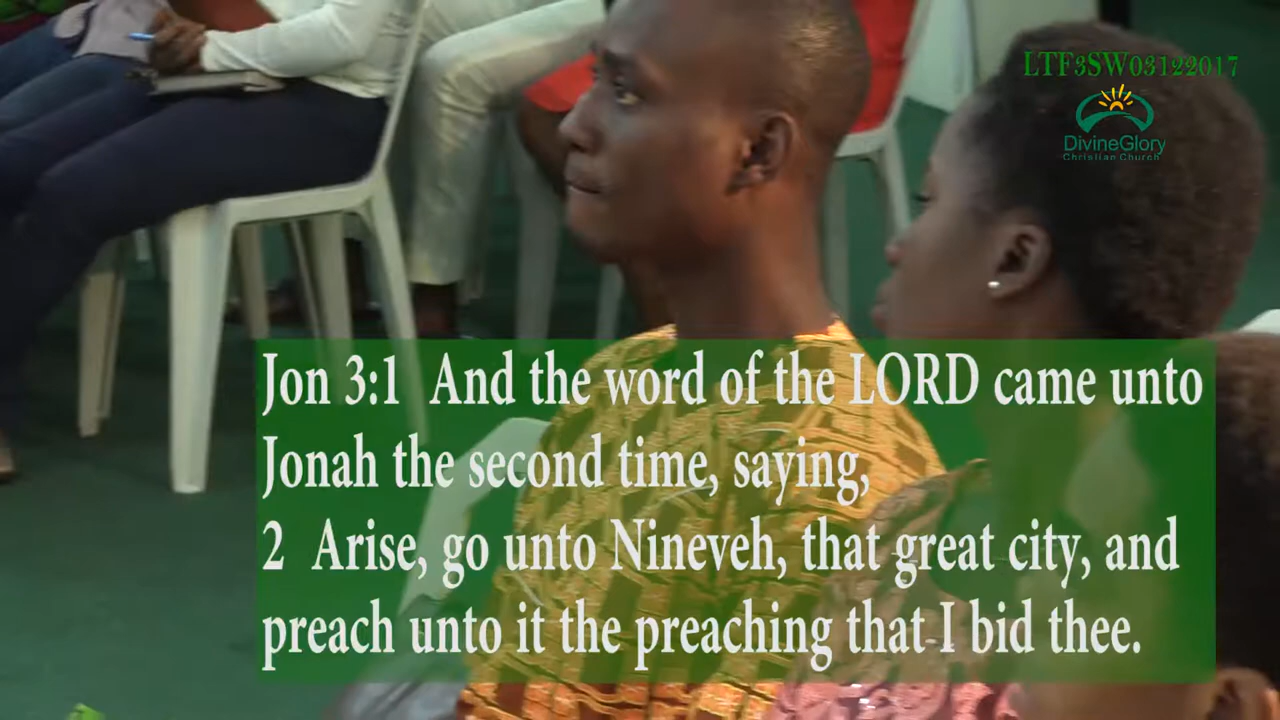 LTF3SW03122017
DivineGlory
Christian Church
Jon 3:1 And the word of the LORD came unto
Jonah the second time, saying,
2 Arise, go unto Nineveh, that great city, and
preach unto it the preaching that I bid thee.